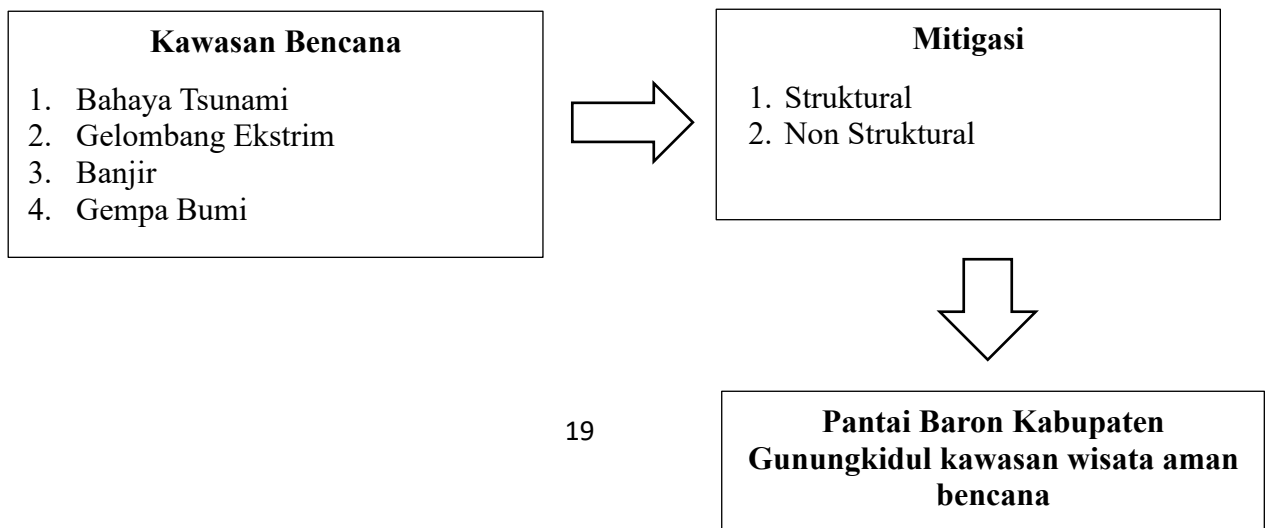 Kawasan Bencana
1. Bahaya Tsunami
2. Gelombang Ekstrim
3. Banjir
4. Gempa Bumi
Mitigasi
1. Struktural
2. Non Struktural
19
Pantai Baron Kabupaten
Gunungkidul kawasan wisata aman
bencana